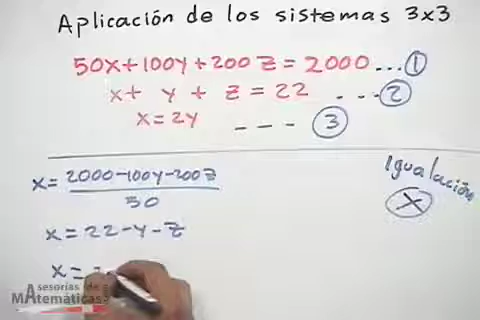 Aplicación de los sistemas 3x3
50x+100y+200z=2000...①
x+ y + z = 22 ---②
x=2y ---③
x= 2000-100y-200z
50
Igualación
x
x=22-y-z
x=
Asesorías de
Matemáticas